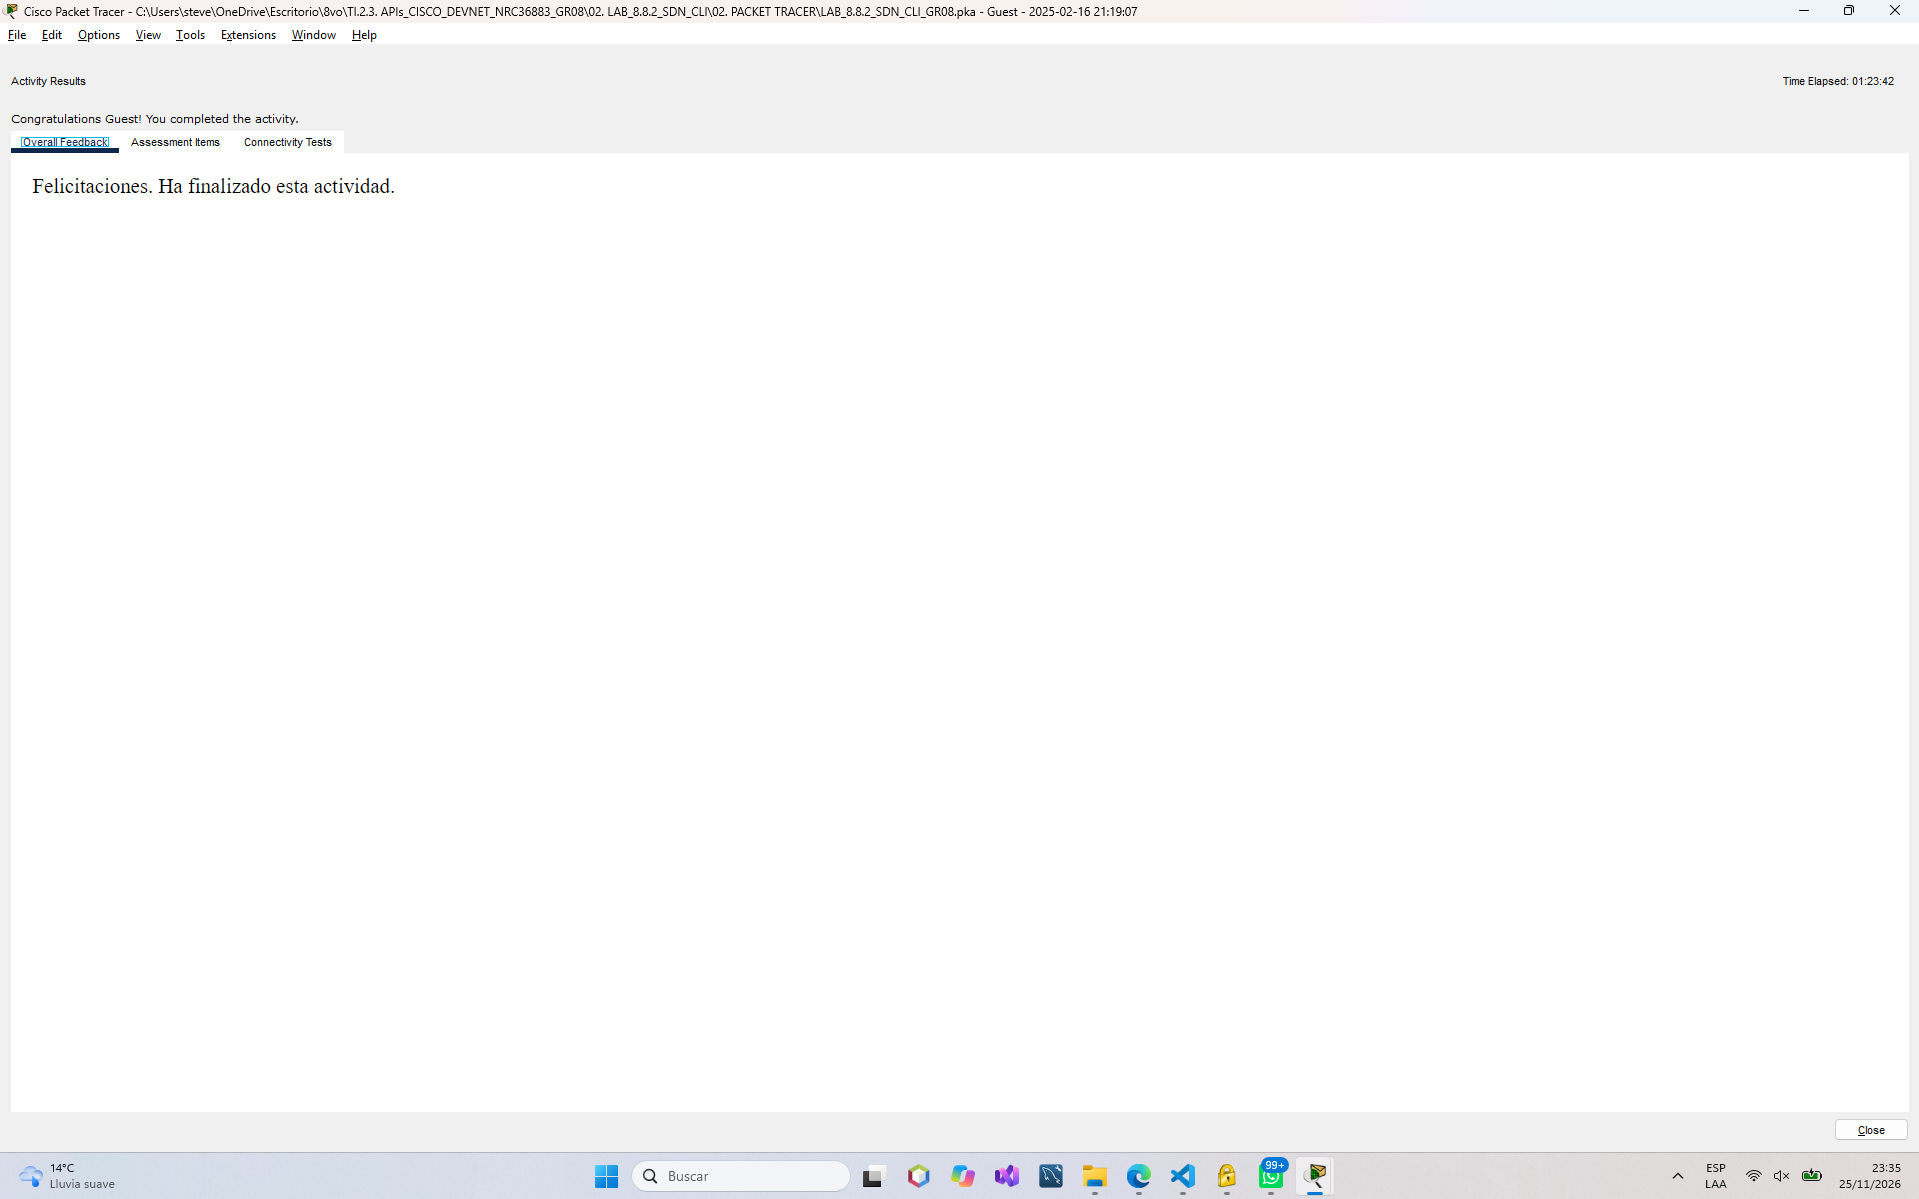 Cisco Packet Tracer - C:\Users\steve\OneDrive\Escritorio\8vo\TI.2.3. APIs_CISCO_DEVNET_NRC36883_GR08\02. LAB_8.8.2_SDN_CLI\02. PACKET TRACER\LAB_8.8.2_SDN_CLI_GR08.pka - Guest - 2025-02-16 21:19:07
File Edit Options View Tools Extensions Window Help
Activity Results
Time Elapsed: 01:23:42
Congratulations Guest! You completed the activity.
Overall Feedback Assessment Items Connectivity Tests
Felicitaciones. Ha finalizado esta actividad.
Close
14°C
Lluvia suave
Buscar
99+
ESP
LAA
23:35
25/11/2026